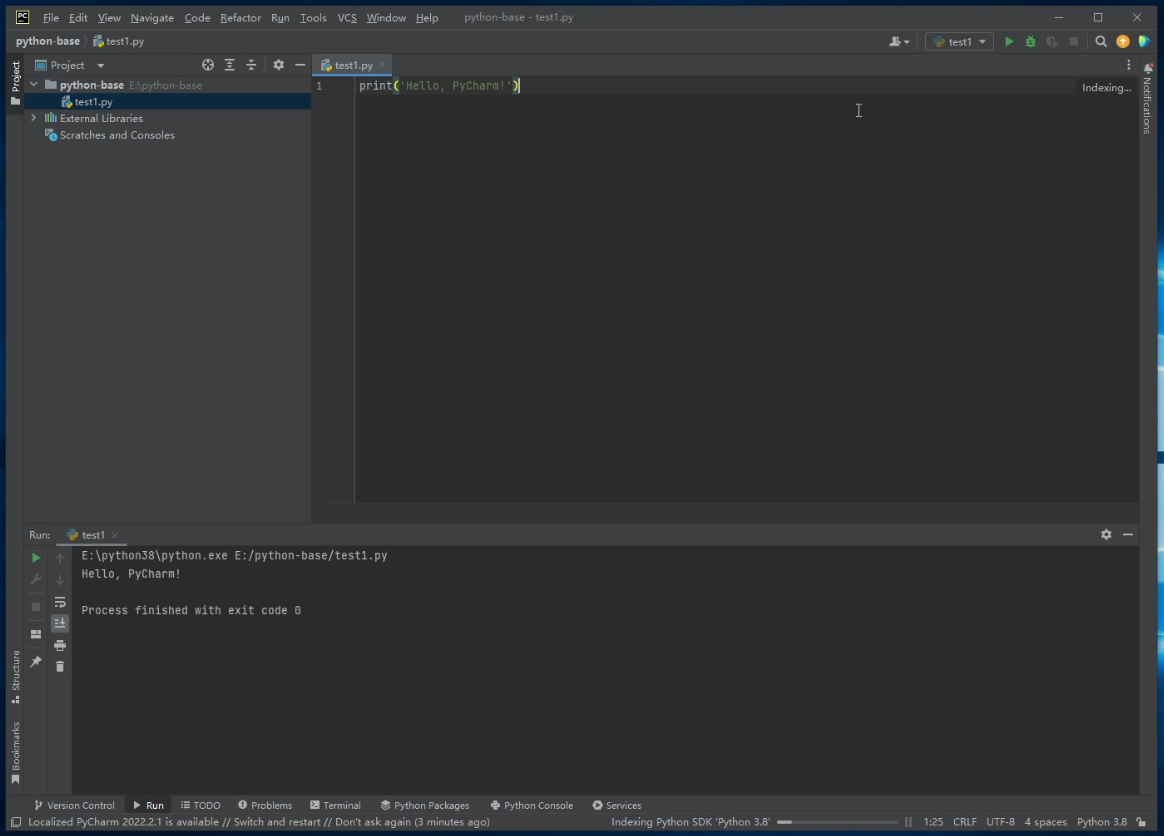 PC File Edit View Navigate Code Refactor Run Tools VCS Window Help python-base - test1.py
python-base test1.py test1
Project Project test1.py
python-base E:\python-base
test1.py
External Libraries
Scratches and Consoles
1 print('Hello, PyCharm!')
Indexing...
Notifications
Run: test1
E:\python38\python.exe E:/python-base/test1.py
Hello, PyCharm!
Process finished with exit code 0
Structure
Bookmarks
Version Control Run TODO Problems Terminal Python Packages Python Console Services
Localized PyCharm 2022.2.1 is available // Switch and restart // Don't ask again (3 minutes ago) Indexing Python SDK 'Python 3.8' 1:25 CRLF UTF-8 4 spaces Python 3.8